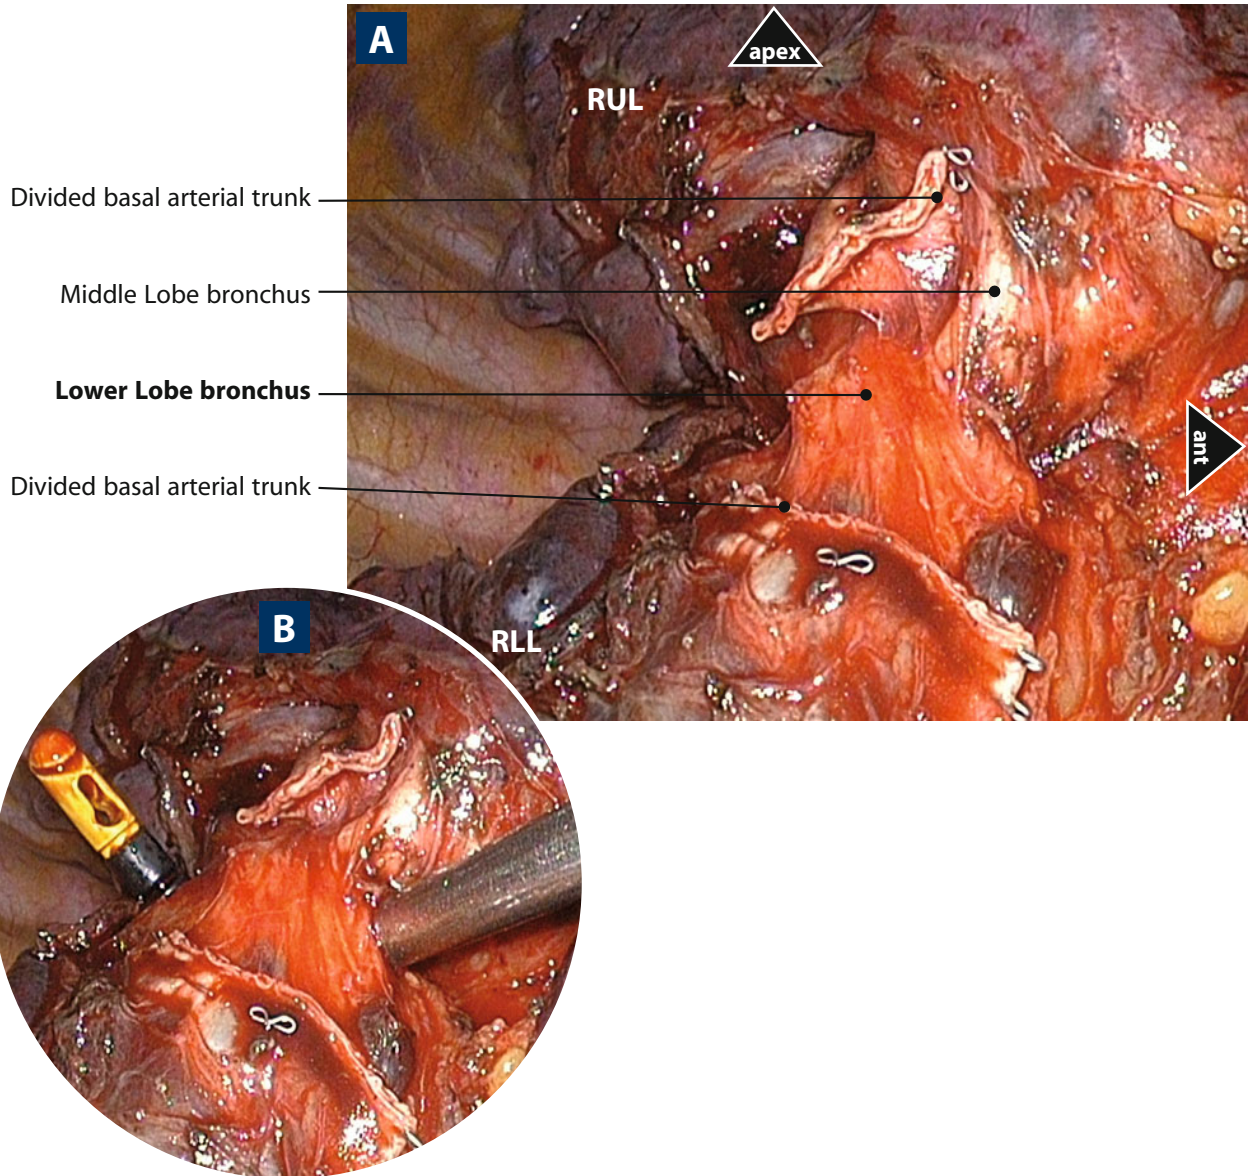 A
apex
RUL
Divided basal arterial trunk
Middle Lobe bronchus
Lower Lobe bronchus
ant
Divided basal arterial trunk
B
RLL